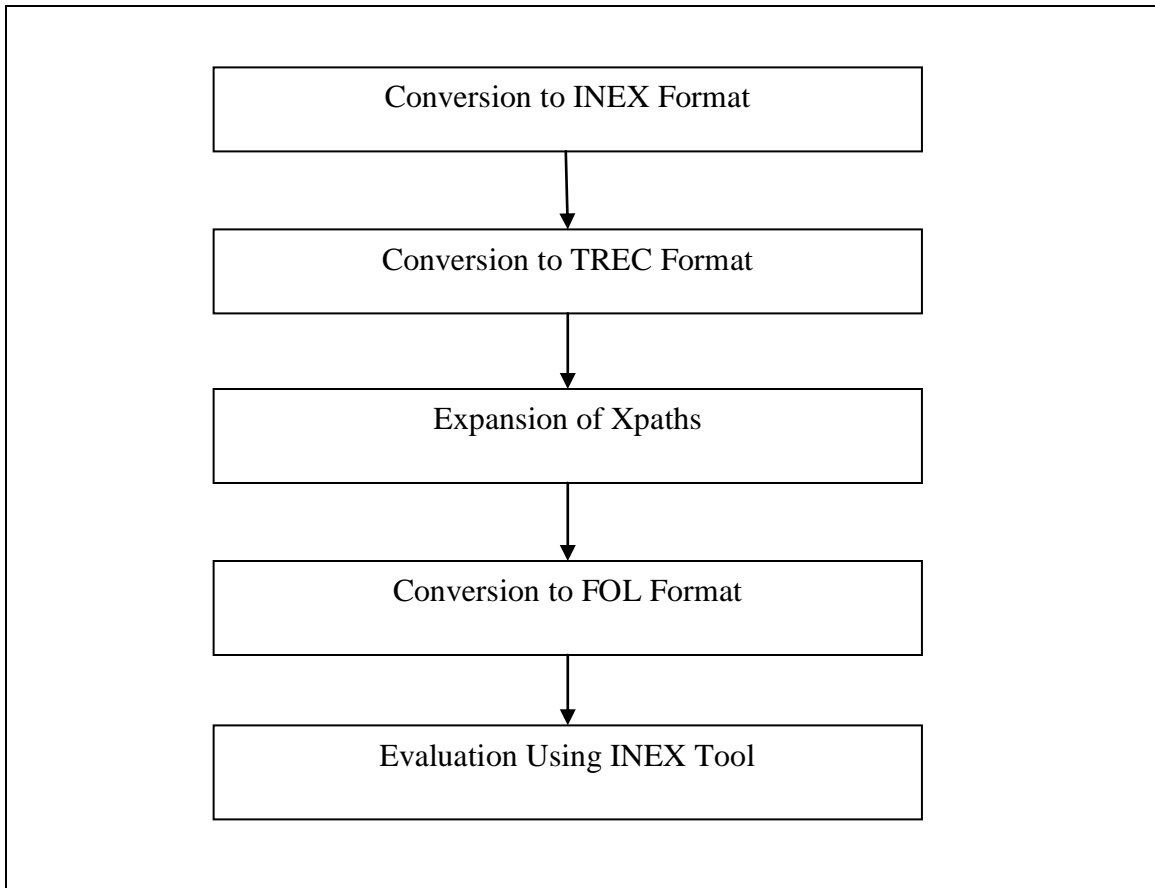 Conversion to INEX Format
Conversion to TREC Format
Expansion of Xpaths
Conversion to FOL Format
Evaluation Using INEX Tool